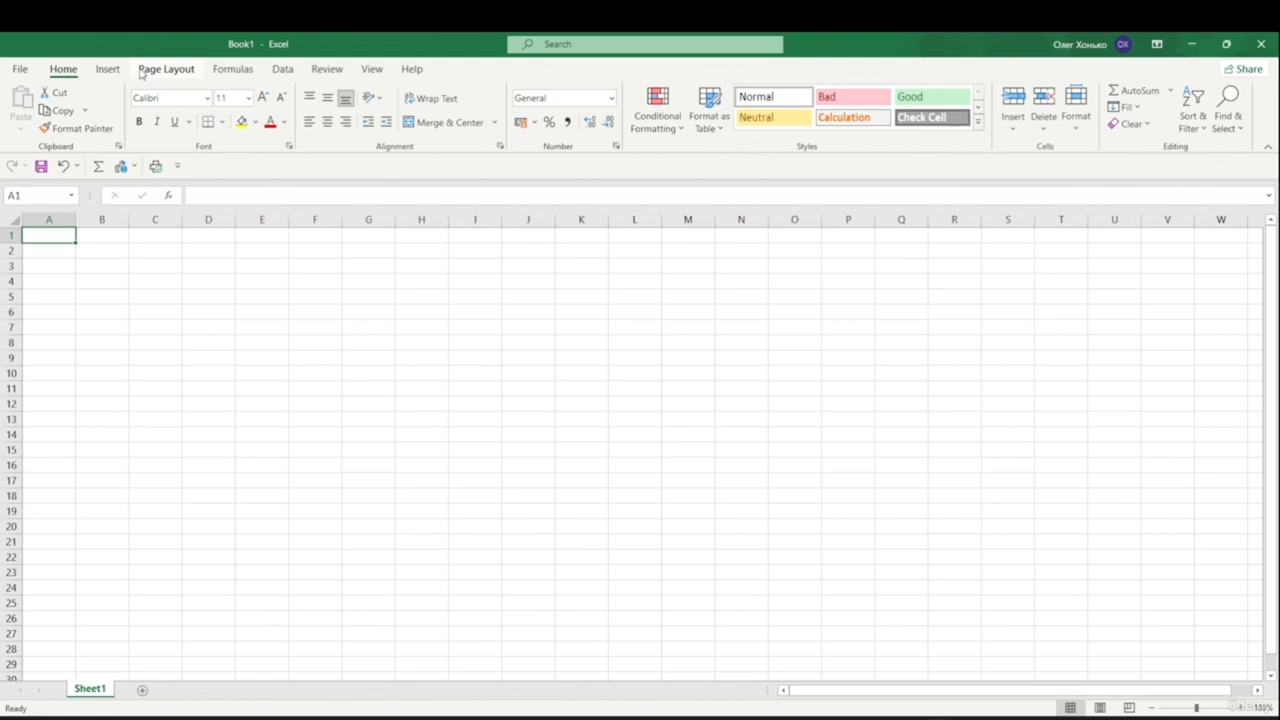 Book1 - Excel
Search
Олег Хонько
ОХ
File Home Insert Page Layout Formulas Data Review View Help
Share
Paste
Cut
Copy
Format Painter
Clipboard
Calibri 11
B I U
Font
Wrap Text
Merge & Center
Alignment
General
Number
Conditional Formatting
Format as Table
Normal Bad Good
Neutral Calculation Check Cell
Styles
Insert Delete Format
Cells
AutoSum
Fill
Clear
Sort & Filter
Find & Select
Editing
A1
fx
A B C D E F G H I J K L M N O P Q R S T U V W
1
2
3
4
5
6
7
8
9
10
11
12
13
14
15
16
17
18
19
20
21
22
23
24
25
26
27
28
29
30
Sheet1
Ready